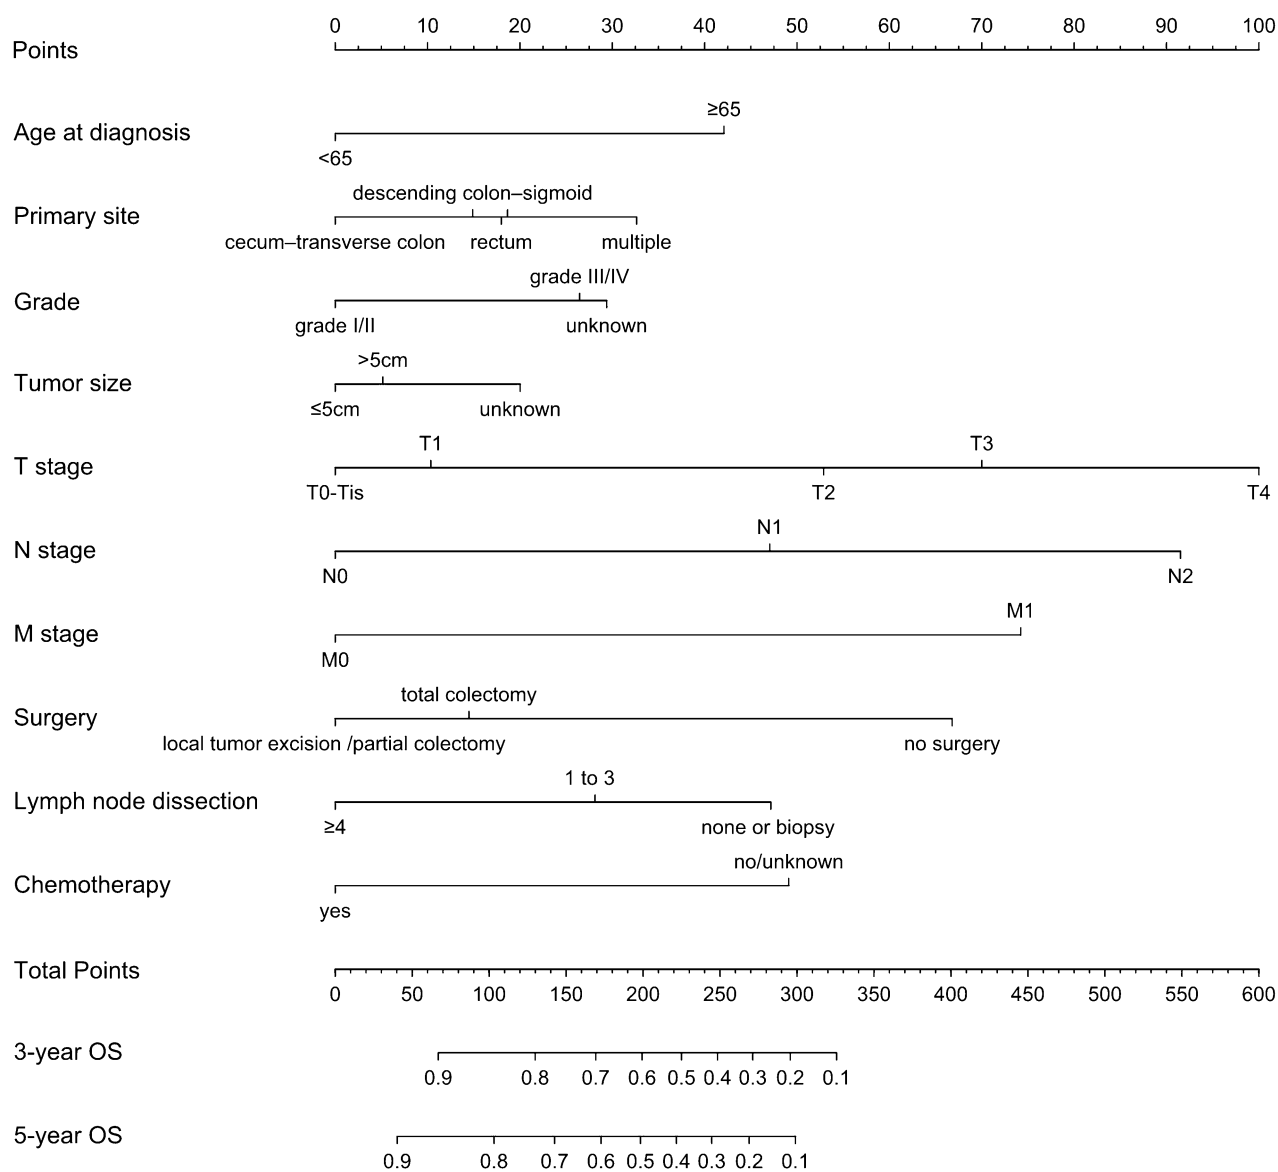 0 10 20 30 40 50 60 70 80 90 100
Points
≥65
Age at diagnosis
<65
descending colon–sigmoid
Primary site
cecum–transverse colon rectum multiple
grade III/IV
Grade
grade I/II unknown
>5cm
Tumor size
≤5cm unknown
T1 T3
T stage
T0-Tis T2 T4
N1
N stage
N0 N2
M1
M stage
M0
total colectomy
Surgery
local tumor excision /partial colectomy no surgery
1 to 3
Lymph node dissection
≥4 none or biopsy
no/unknown
Chemotherapy
yes
Total Points
0 50 100 150 200 250 300 350 400 450 500 550 600
3-year OS
0.9 0.8 0.7 0.6 0.5 0.4 0.3 0.2 0.1
5-year OS
0.9 0.8 0.7 0.6 0.5 0.4 0.3 0.2 0.1